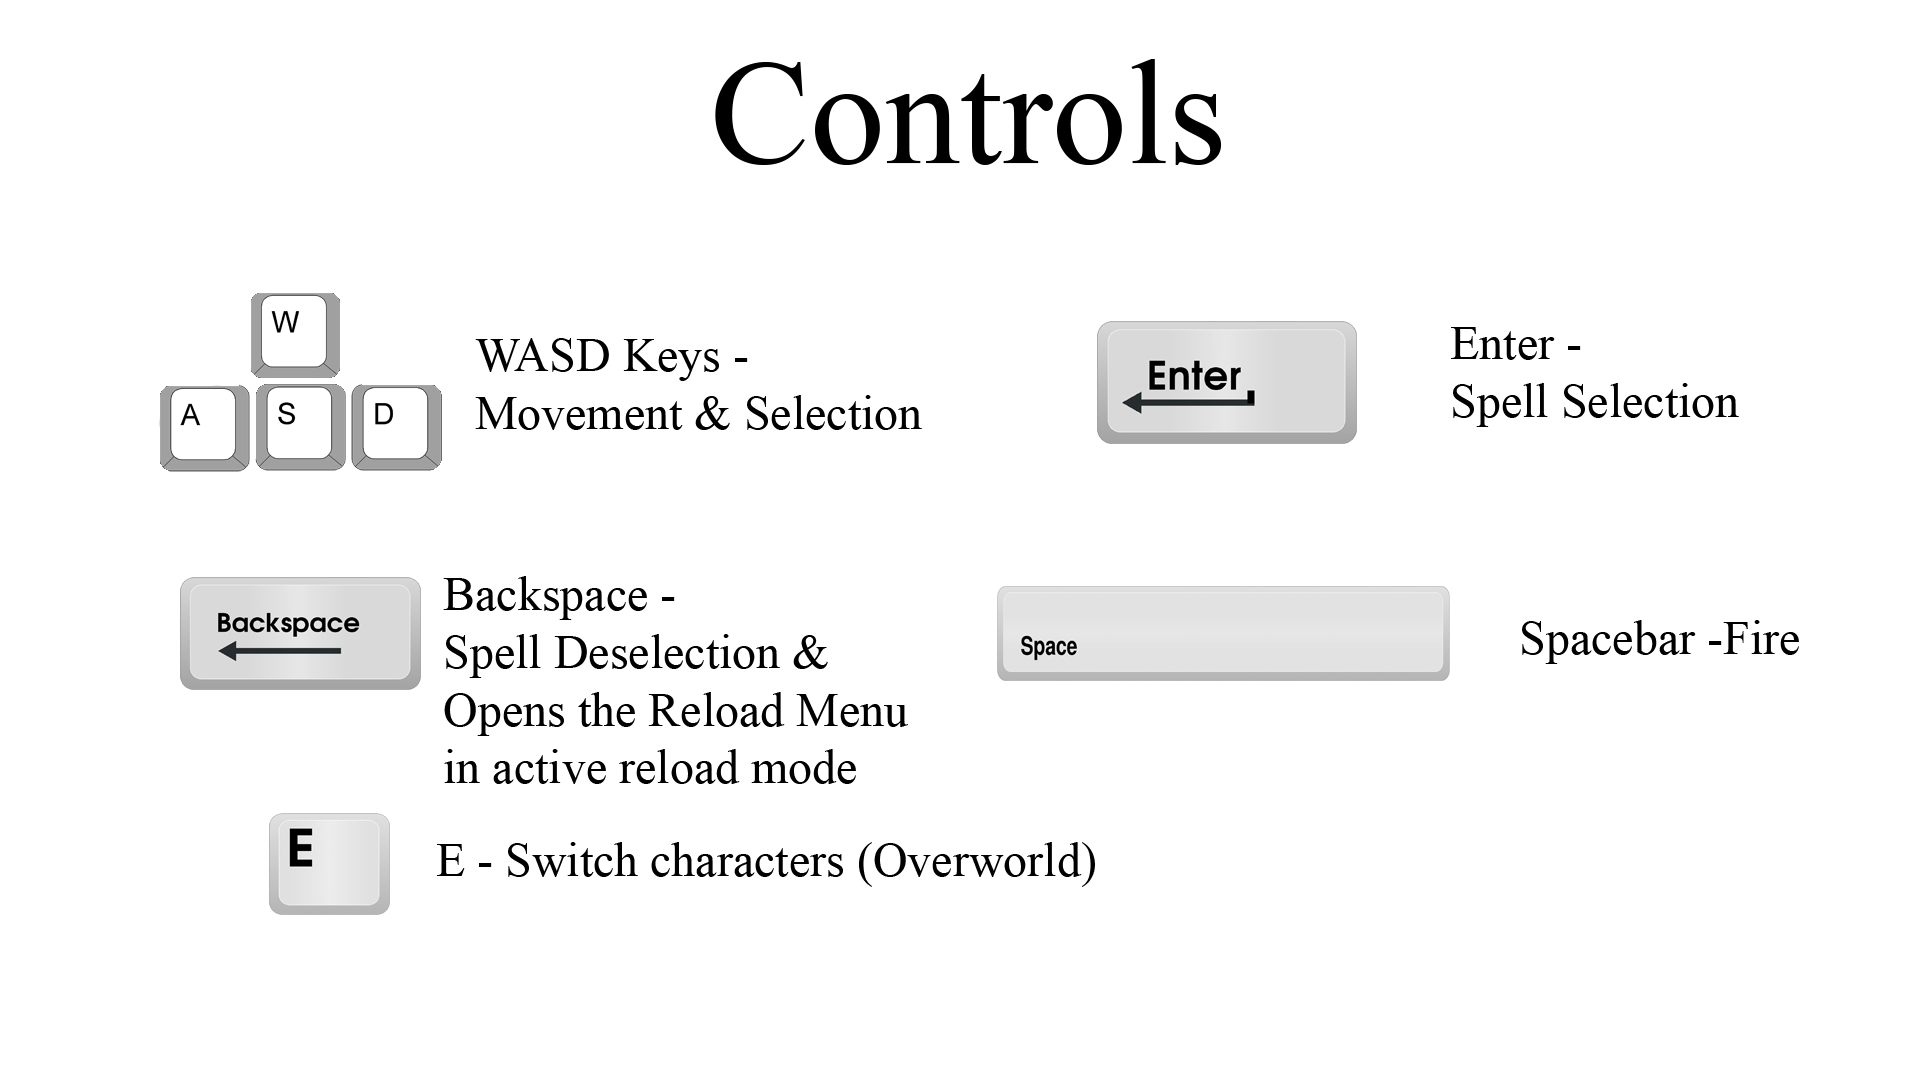 Controls
W
A S D
WASD Keys -
Movement & Selection
Enter
Enter -
Spell Selection
Backspace
Backspace -
Spell Deselection &
Opens the Reload Menu
in active reload mode
Space
Spacebar -Fire
E
E - Switch characters (Overworld)